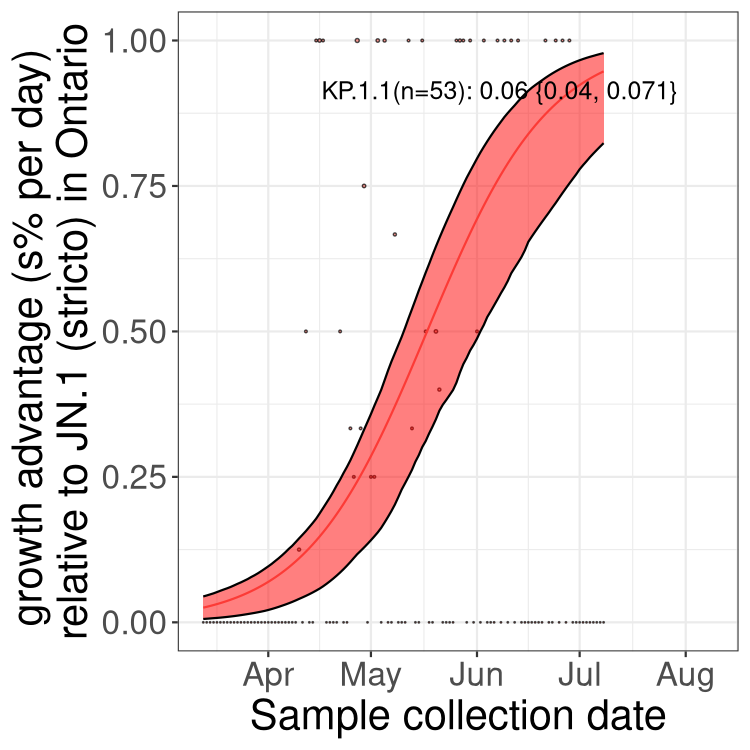 growth advantage (s% per day)
relative to JN.1 (stricto) in Ontario
1.00
0.75
0.50
0.25
0.00
KP.1.1(n=53): 0.06 {0.04, 0.071}
Apr May Jun Jul Aug
Sample collection date